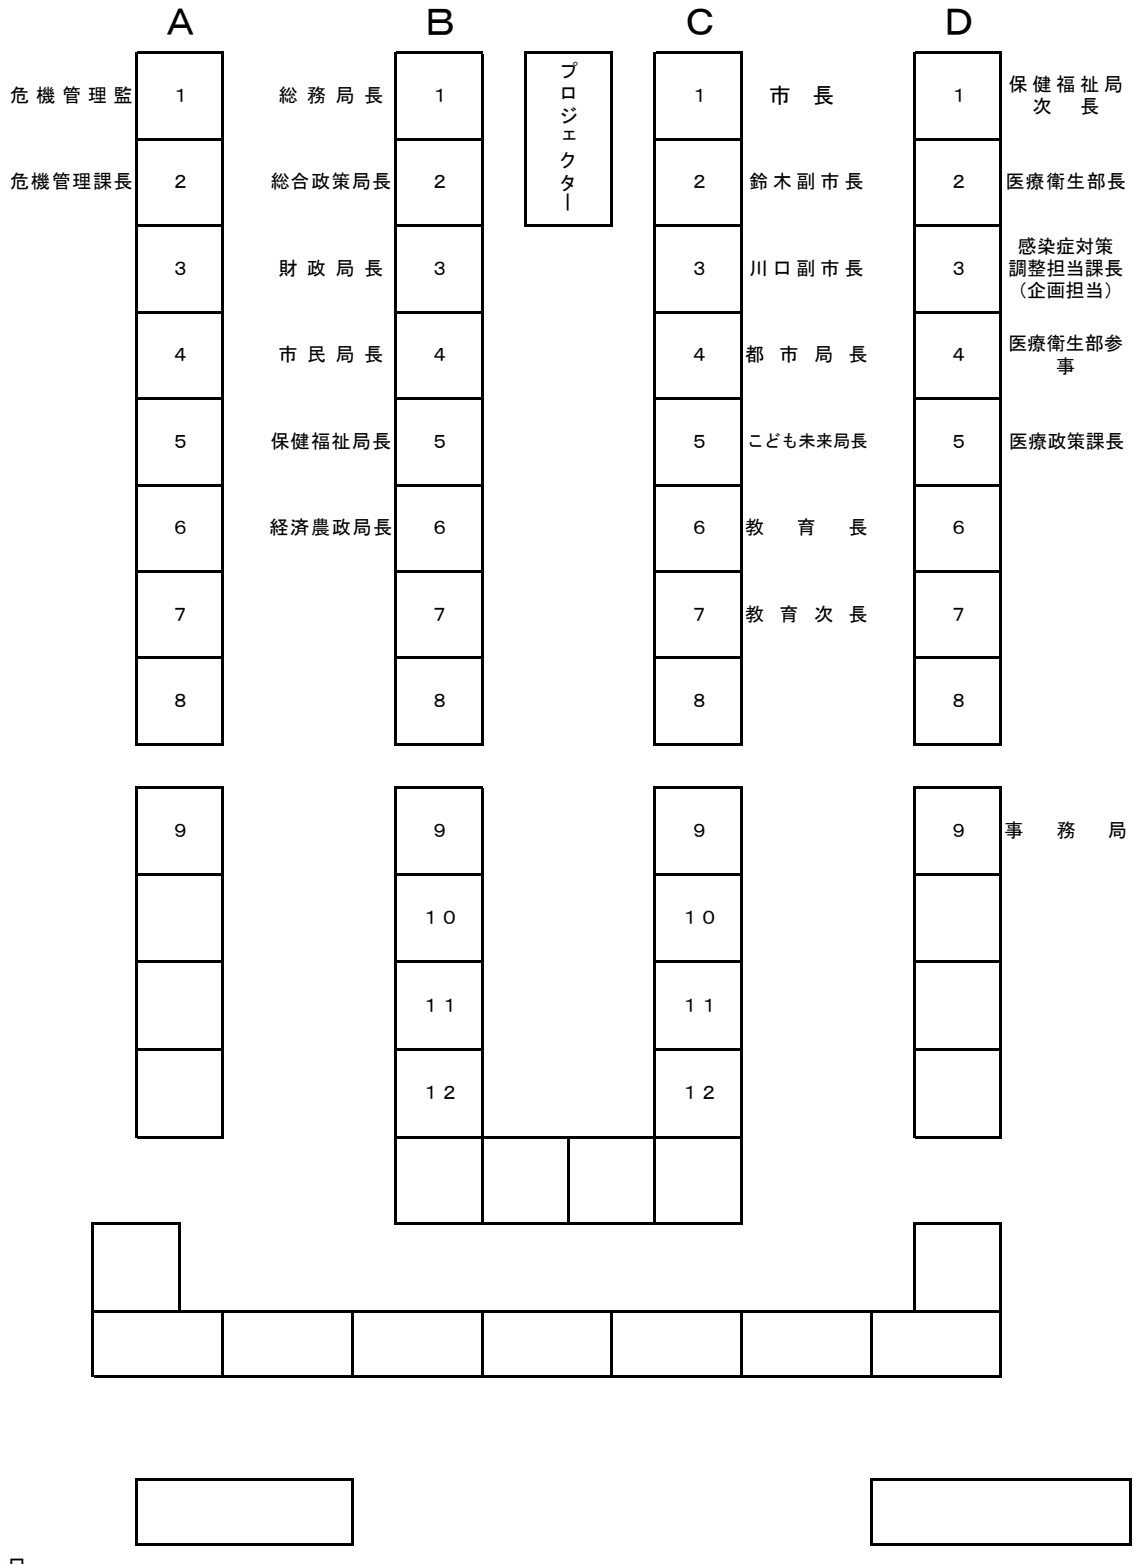 A B C D
プロジェクター
危機管理監 1 総務局長 1 1 市長 1 保健福祉局
次長
危機管理課長 2 総合政策局長 2 2 鈴木副市長 2 医療衛生部長
3 財政局長 3 3 川口副市長 3 感染症対策
調整担当課長
（企画担当）
4 市民局長 4 4 都市局長 4 医療衛生部参
事
5 保健福祉局長 5 5 こども未来局長 5 医療政策課長
6 経済農政局長 6 6 教育長 6
7 7 7 教育次長 7
8 8 8 8
9 9 9 9 事務局
10 10
11 11
12 12